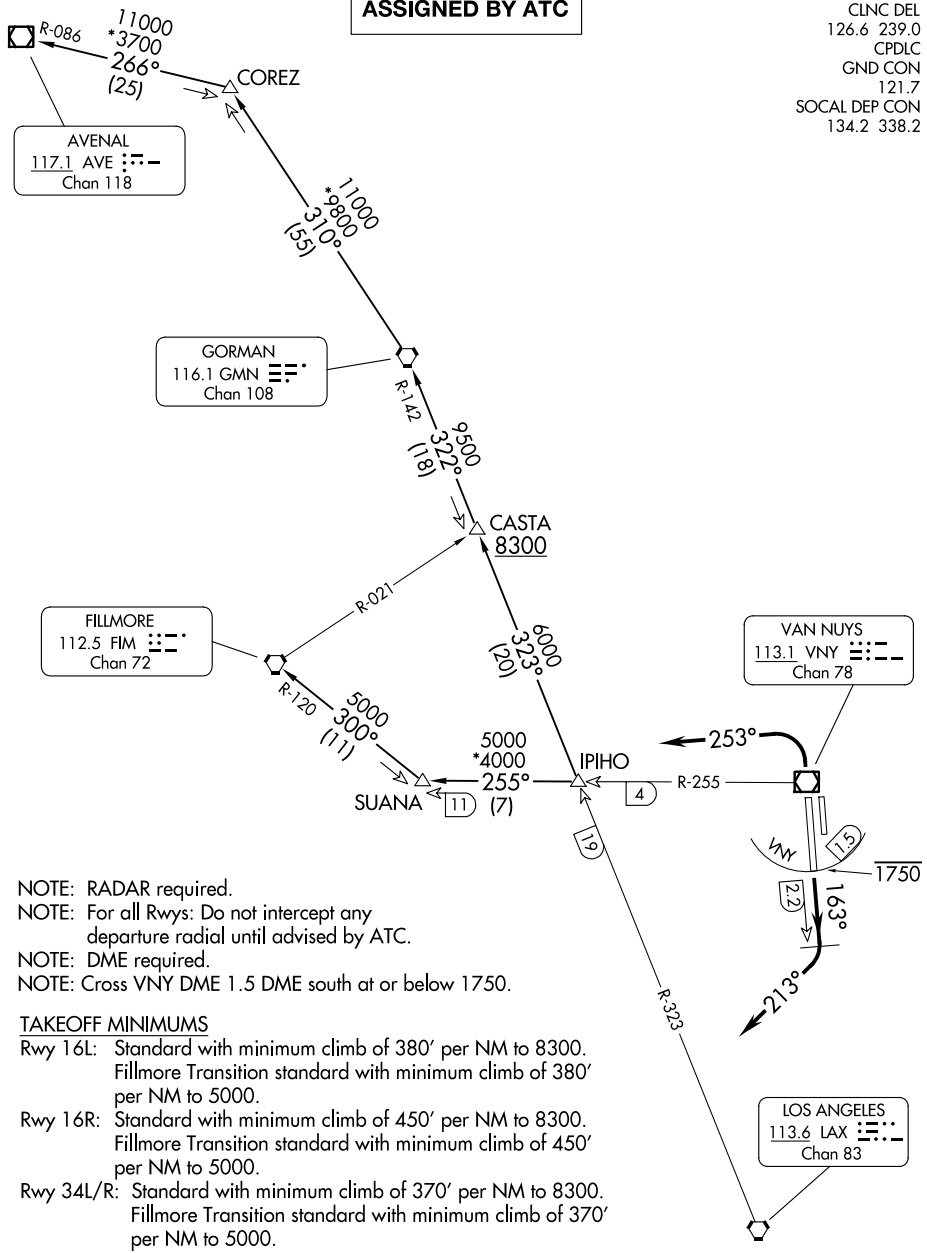 ASSIGNED BY ATC
CLNC DEL
126.6 239.0
CPDLC
GND CON
121.7
SOCAL DEP CON
134.2 338.2
R-086
11000
*3700
266°
(25)
COREZ
AVENAL
117.1 AVE
Chan 118
11000
*9800
310°
(55)
GORMAN
116.1 GMN
Chan 108
R-142
9500
322°
(18)
CASTA
8300
R-021
FILLMORE
112.5 FIM
Chan 72
6000
323°
(20)
VAN NUYS
113.1 VNY
Chan 78
R-120
5000
300°
(11)
5000
*4000
255°
(7)
IPIHO
SUANA
11
4
R-255
253°
19
VNY
1.5
1750
2.2
163°
213°
R-323
NOTE: RADAR required.
NOTE: For all Rwys: Do not intercept any
departure radial until advised by ATC.
NOTE: DME required.
NOTE: Cross VNY DME 1.5 DME south at or below 1750.
TAKEOFF MINIMUMS
Rwy 16L: Standard with minimum climb of 380' per NM to 8300.
Fillmore Transition standard with minimum climb of 380'
per NM to 5000.
Rwy 16R: Standard with minimum climb of 450' per NM to 8300.
Fillmore Transition standard with minimum climb of 450'
per NM to 5000.
Rwy 34L/R: Standard with minimum climb of 370' per NM to 8300.
Fillmore Transition standard with minimum climb of 370'
per NM to 5000.
LOS ANGELES
113.6 LAX
Chan 83